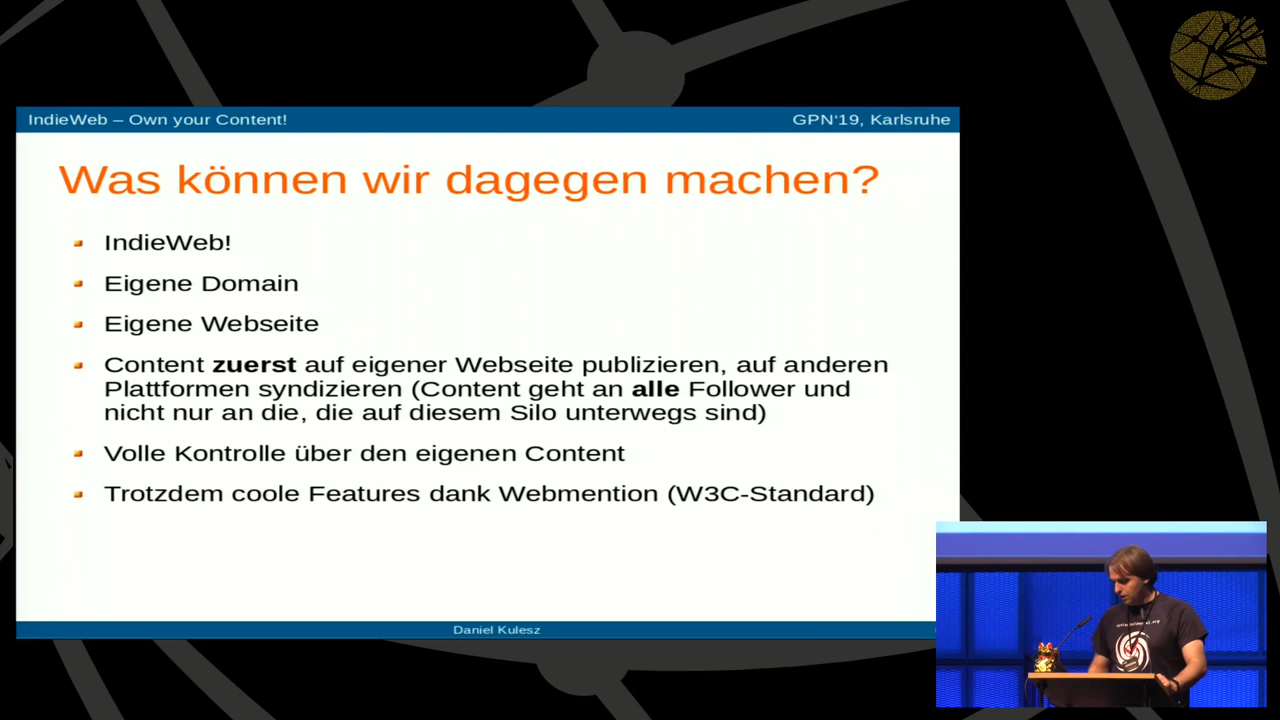 IndieWeb – Own your Content!
GPN‘19, Karlsruhe
Was können wir dagegen machen?
IndieWeb!
Eigene Domain
Eigene Webseite
Content zuerst auf eigener Webseite publizieren, auf anderen
Plattformen syndizieren (Content geht an alle Follower und
nicht nur an die, die auf diesem Silo unterwegs sind)
Volle Kontrolle über den eigenen Content
Trotzdem coole Features dank Webmention (W3C-Standard)
Daniel Kulesz